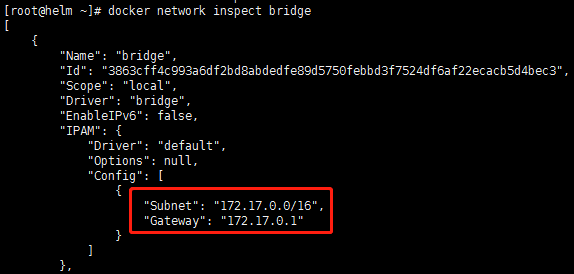 [root@helm ~]# docker network inspect bridge
[
    {
        "Name": "bridge",
        "Id": "3863cff4c993a6df2bd8abdedfe89d5750febbd3f7524df6af22ecacb5d4bec3",
        "Scope": "local",
        "Driver": "bridge",
        "EnableIPv6": false,
        "IPAM": {
            "Driver": "default",
            "Options": null,
            "Config": [
                {
                    "Subnet": "172.17.0.0/16",
                    "Gateway": "172.17.0.1"
                }
            ]
        },